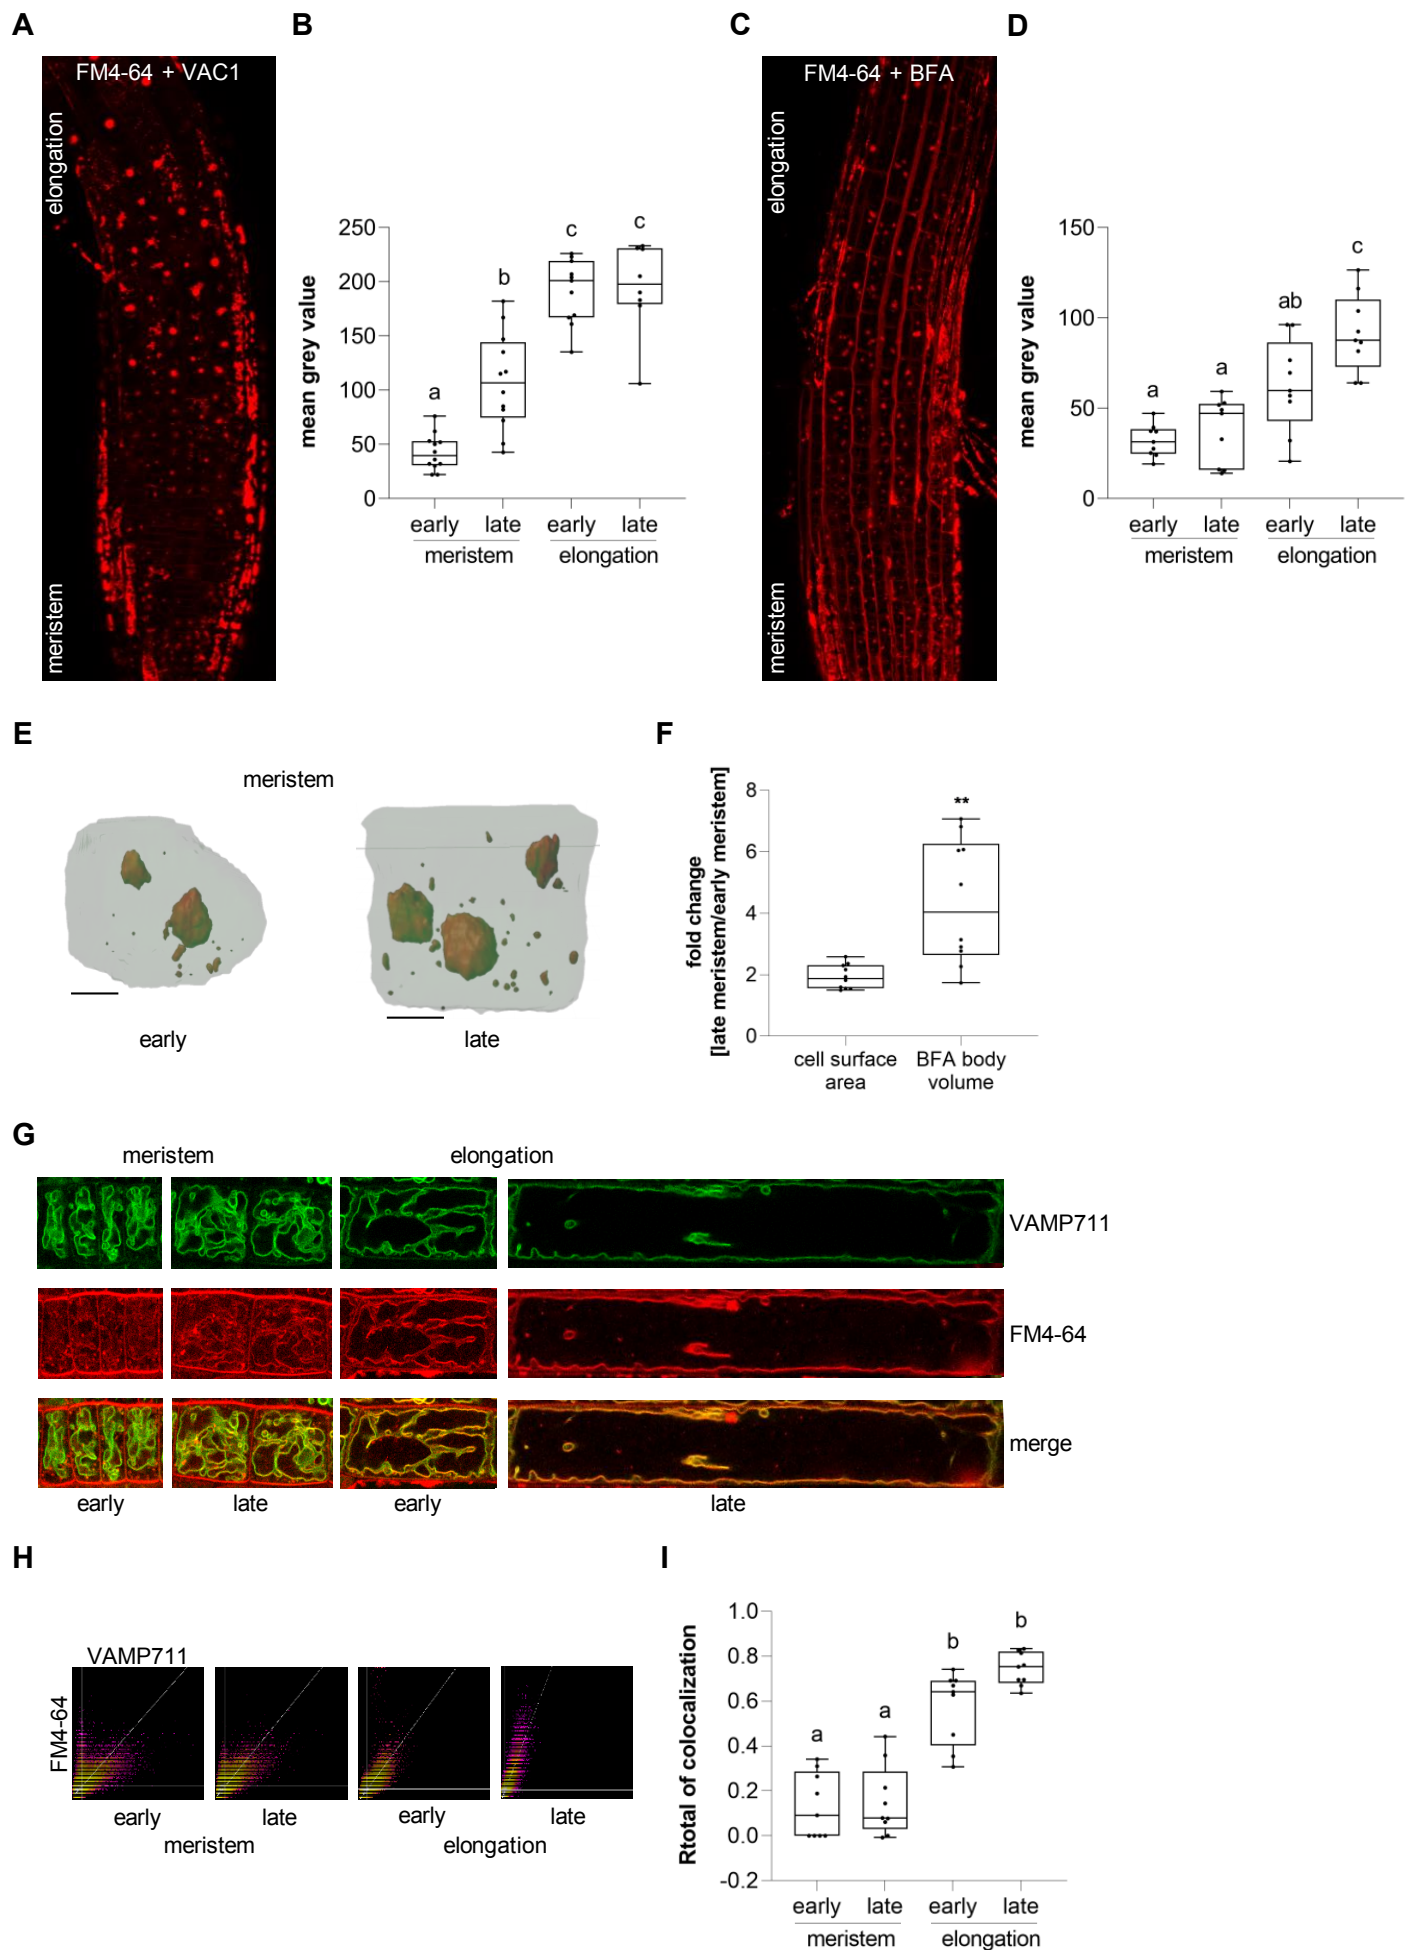 A
FM4-64 + VAC1
elongation
meristem
B
mean grey value
250
200
150
100
50
0
a
b
c
c
early late early late
meristem elongation
C
FM4-64 + BFA
elongation
meristem
D
mean grey value
150
100
50
0
a
a
ab
c
early late early late
meristem elongation
E
meristem
early late
F
fold change
[late meristem/early meristem]
8
6
4
2
0
**
cell surface
area
BFA body
volume
G
meristem elongation
VAMP711
FM4-64
merge
early late early late
H
VAMP711
FM4-64
early late early late
meristem elongation
I
Rtotal of colocalization
1.0
0.8
0.6
0.4
0.2
0.0
-0.2
a
a
b
b
early late early late
meristem elongation